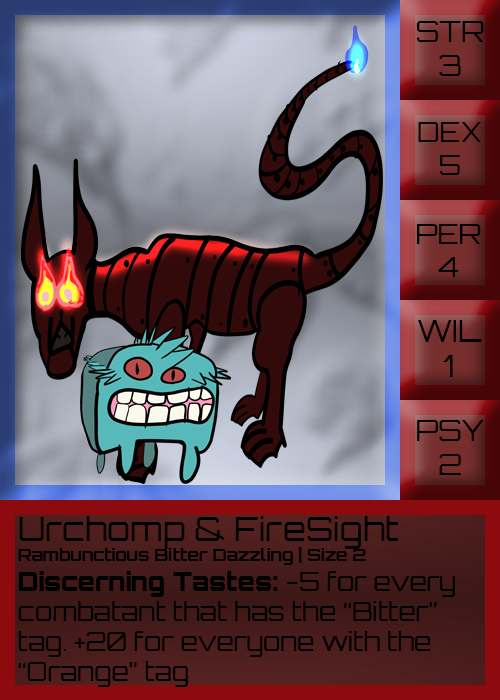 STR
3
DEX
5
PER
4
WIL
1
PSY
2
Urchomp & FireSight
Rambunctious Bitter Dazzling | Size 2
Discerning Tastes: -5 for every
combatant that has the “Bitter”
tag. +20 for everyone with the
“Orange” tag